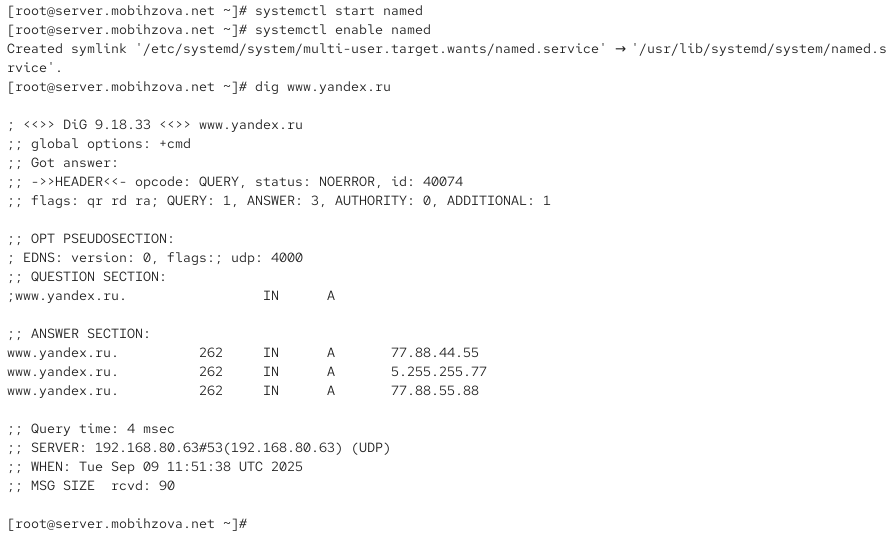 [root@server.mobihzova.net ~]# systemctl start named
[root@server.mobihzova.net ~]# systemctl enable named
Created symlink '/etc/systemd/system/multi-user.target.wants/named.service' → '/usr/lib/systemd/system/named.s
rvice'.
[root@server.mobihzova.net ~]# dig www.yandex.ru

; <<>> DiG 9.18.33 <<>> www.yandex.ru
;; global options: +cmd
;; Got answer:
;; ->>HEADER<<- opcode: QUERY, status: NOERROR, id: 40074
;; flags: qr rd ra; QUERY: 1, ANSWER: 3, AUTHORITY: 0, ADDITIONAL: 1

;; OPT PSEUDOSECTION:
; EDNS: version: 0, flags:; udp: 4000
;; QUESTION SECTION:
;www.yandex.ru.                 IN      A

;; ANSWER SECTION:
www.yandex.ru.          262     IN      A       77.88.44.55
www.yandex.ru.          262     IN      A       5.255.255.77
www.yandex.ru.          262     IN      A       77.88.55.88

;; Query time: 4 msec
;; SERVER: 192.168.80.63#53(192.168.80.63) (UDP)
;; WHEN: Tue Sep 09 11:51:38 UTC 2025
;; MSG SIZE  rcvd: 90

[root@server.mobihzova.net ~]#